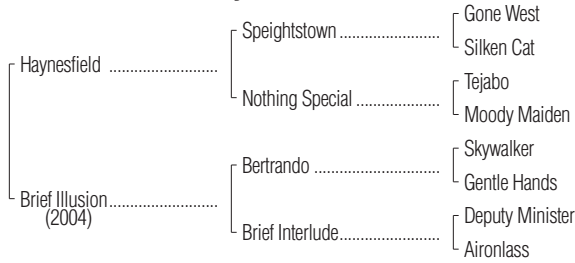 Gone West
Speightstown ....................
Silken Cat
Haynesfield .....................
Tejabo
Nothing Special .................
Moody Maiden
Skywalker
Bertrando ........................
Gentle Hands
Brief Illusion.....................
(2004)
Deputy Minister
Brief Interlude....................
Aironlass